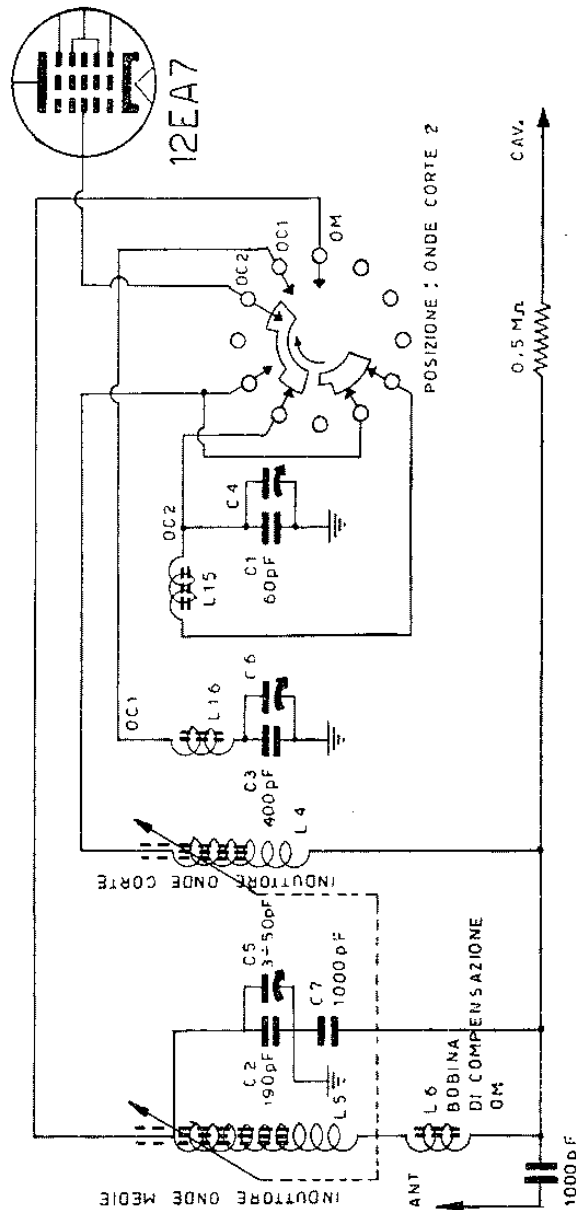 12EA7
OC2
OC1
OM
POSIZIONE : ONDE CORTE 2
CAV.
0,5 MΩ
OC2
C4
C1
60pF
L15
OC1
L16
C6
C3
400pF
L4
INDUTTORE ONDE CORTE
C5
3÷50pF
C2
190pF
C7
1000pF
L5
INDUTTORE ONDE MEDIE
L6
BOBINA
DI COMPENSAZIONE
OM
ANT
1000pF